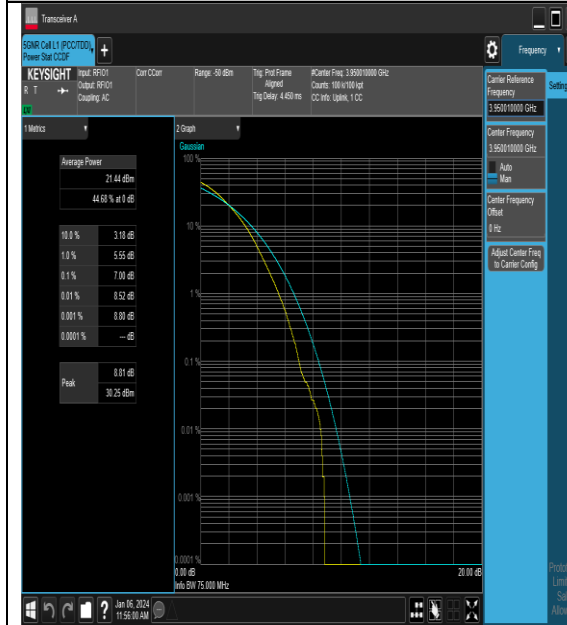 Transceiver A
5GNR Cell L1 (PCC/TDD),
Power Stat CCDF
Frequency
KEYSIGHT
R T
Input: RFIO1
Output: RFIO1
Coupling: AC
Corr CCorr
Range: -50 dBm
Trig: Prot Frame
Aligned
Trig Delay: 4.450 ms
#Center Freq: 3.950010000 GHz
Counts: 100 k/100 kpt
CC Info: Uplink, 1 CC
1 Metrics
Average Power
21.44 dBm
44.68 % at 0 dB
10.0 % 3.18 dB
1.0 % 5.55 dB
0.1 % 7.00 dB
0.01 % 8.52 dB
0.001 % 8.80 dB
0.0001 % --- dB
Peak
8.81 dB
30.25 dBm
2 Graph
Gaussian
100 %
10 %
1 %
0.1 %
0.01 %
0.001 %
0.0001 %
0.00 dB
20.00 dB
Info BW 75.000 MHz
Carrier Reference
Frequency
3.950010000 GHz
Center Frequency
3.950010000 GHz
Auto
Man
Center Frequency
Offset
0 Hz
Adjust Center Freq
to Carrier Config
Setting
?
Jan 06, 2024
11:56:00 AM